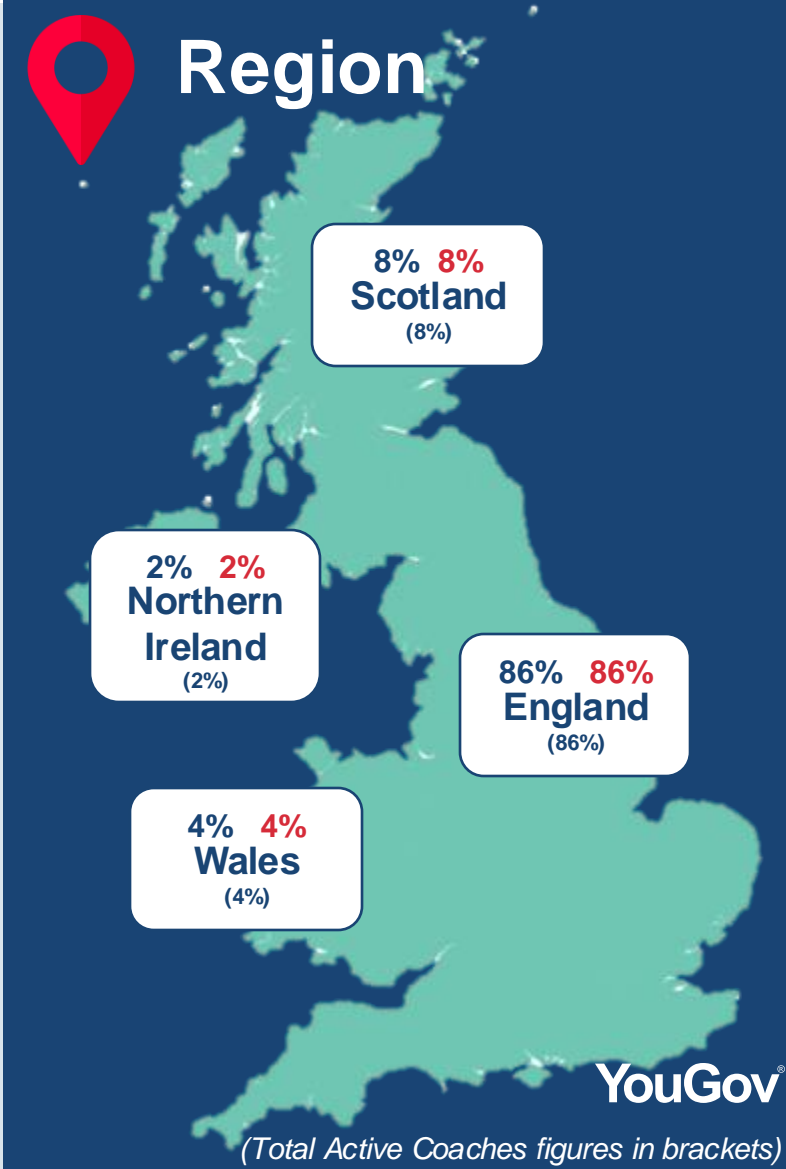 Region
8% 8%
Scotland
(8%)
2% 2%
Northern
Ireland
(2%)
86% 86%
England
(86%)
4% 4%
Wales
(4%)
YouGov®
(Total Active Coaches figures in brackets)